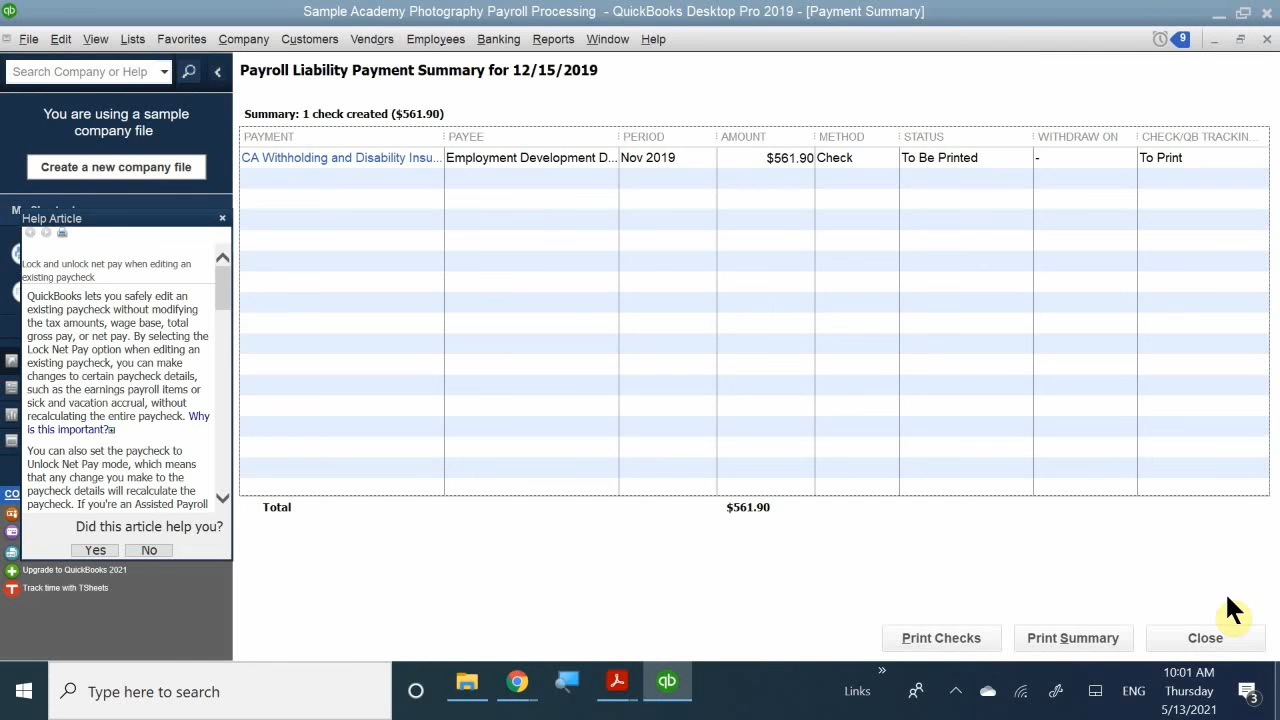 qb
Sample Academy Photography Payroll Processing - QuickBooks Desktop Pro 2019 - [Payment Summary]
File Edit View Lists Favorites Company Customers Vendors Employees Banking Reports Window Help
9
Search Company or Help
You are using a sample
company file
Create a new company file
Help Article
Lock and unlock net pay when editing an
existing paycheck
QuickBooks lets you safely edit an
existing paycheck without modifying
the tax amounts, wage base, total
gross pay, or net pay. By selecting the
Lock Net Pay option when editing an
existing paycheck, you can make
changes to certain paycheck details,
such as the earnings payroll items or
sick and vacation accrual, without
recalculating the entire paycheck. Why
is this important?
You can also set the paycheck to
Unlock Net Pay mode, which means
that any change you make to the
paycheck details will recalculate the
paycheck. If you're an Assisted Payroll
Did this article help you?
Yes No
CO
Upgrade to QuickBooks 2021
Track time with TSheets
Payroll Liability Payment Summary for 12/15/2019
Summary: 1 check created ($561.90)
PAYMENT PAYEE PERIOD AMOUNT METHOD STATUS WITHDRAW ON CHECK/QB TRACKIN...
CA Withholding and Disability Insu... Employment Development D... Nov 2019 $561.90 Check To Be Printed - To Print
Total $561.90
Print Checks Print Summary Close
Type here to search
qb
Links
»
ENG
10:01 AM
Thursday
5/13/2021
3